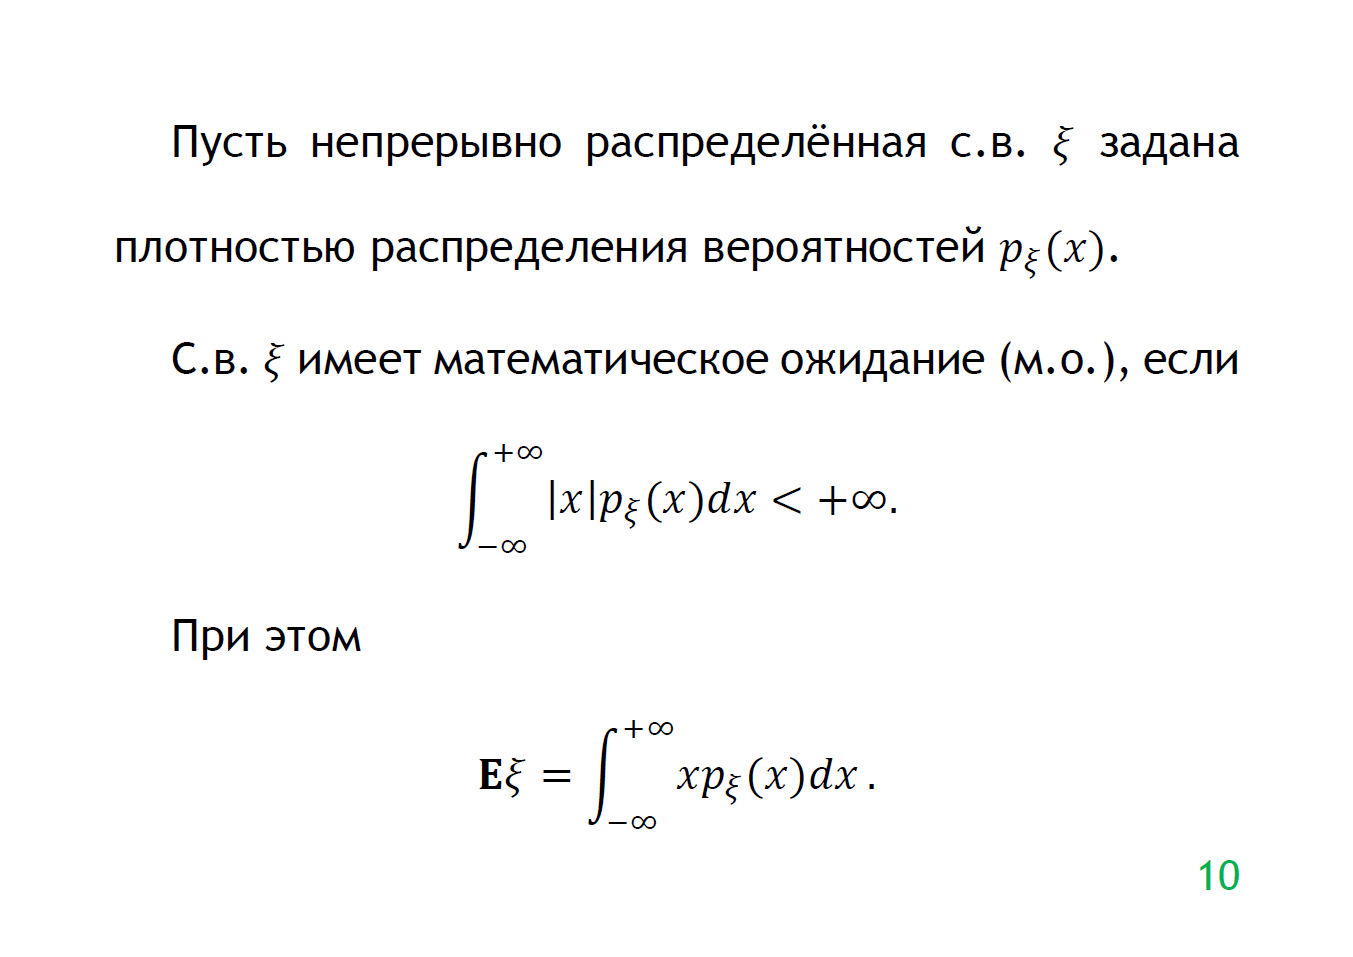 Пусть непрерывно распределённая с.в. ξ задана
плотностью распределения вероятностей p_ξ(x).
С.в. ξ имеет математическое ожидание (м.о.), если
∫_{−∞}^{+∞} |x|p_ξ(x)dx < +∞.
При этом
𝐄ξ = ∫_{−∞}^{+∞} xp_ξ(x)dx .
10